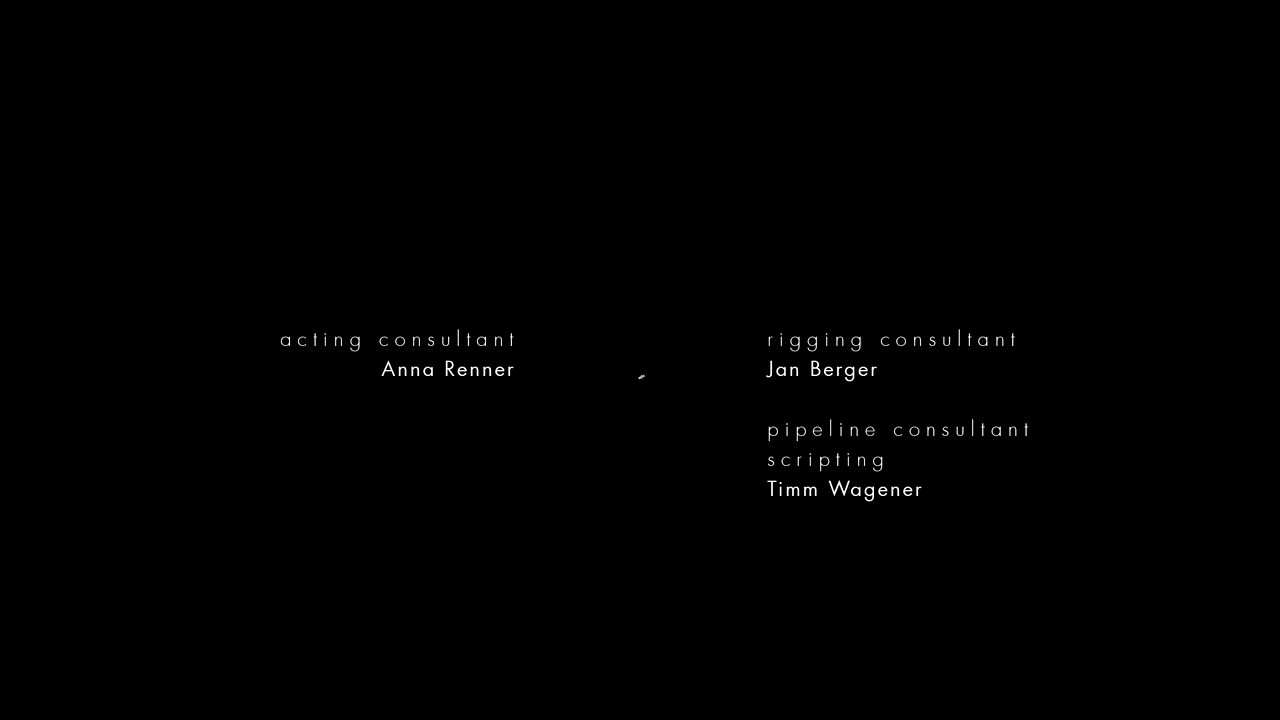 acting consultant
Anna Renner
rigging consultant
Jan Berger
pipeline consultant
scripting
Timm Wagener